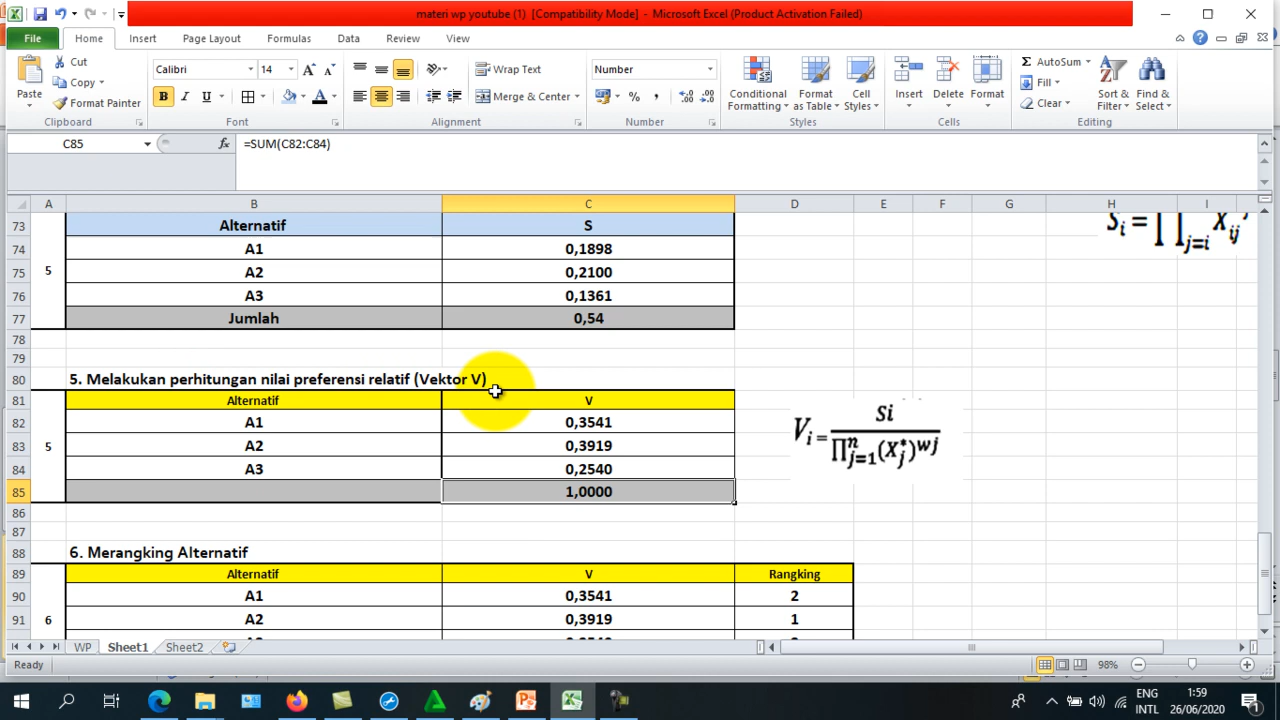 materi wp youtube (1) [Compatibility Mode] - Microsoft Excel (Product Activation Failed)
File Home Insert Page Layout Formulas Data Review View
Cut
Copy
Format Painter
Paste
Clipboard
Calibri 14
B I U
Font
Wrap Text
Merge & Center
Alignment
Number
% ,
Number
Conditional Formatting
Format as Table
Cell Styles
Styles
Insert Delete Format
Cells
AutoSum
Fill
Clear
Sort & Filter
Find & Select
Editing
C85 fx =SUM(C82:C84)
A B C D E F G H I
73 Alternatif S
74 A1 0,1898
75 5 A2 0,2100
76 A3 0,1361
77 Jumlah 0,54
78
79
80 5. Melakukan perhitungan nilai preferensi relatif (Vektor V)
81 Alternatif V
82 A1 0,3541
83 5 A2 0,3919
84 A3 0,2540
85 1,0000
86
87
88 6. Merangking Alternatif
89 Alternatif V Rangking
90 A1 0,3541 2
91 6 A2 0,3919 1
WP Sheet1 Sheet2
Ready 98%
ENG
INTL
1:59
26/06/2020